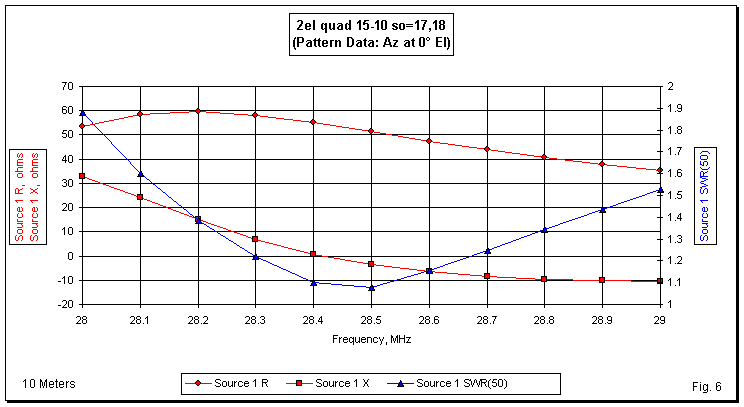 2el quad 15-10 so=17,18
(Pattern Data: Az at 0° El)
70
60
50
40
30
20
10
0
-10
-20
Source 1 R, ohms
Source 1 X, ohms
2
1.9
1.8
1.7
1.6
1.5
1.4
1.3
1.2
1.1
1
Source 1 SWR(50)
28 28.1 28.2 28.3 28.4 28.5 28.6 28.7 28.8 28.9 29
Frequency, MHz
10 Meters
Source 1 R Source 1 X Source 1 SWR(50)
Fig. 6